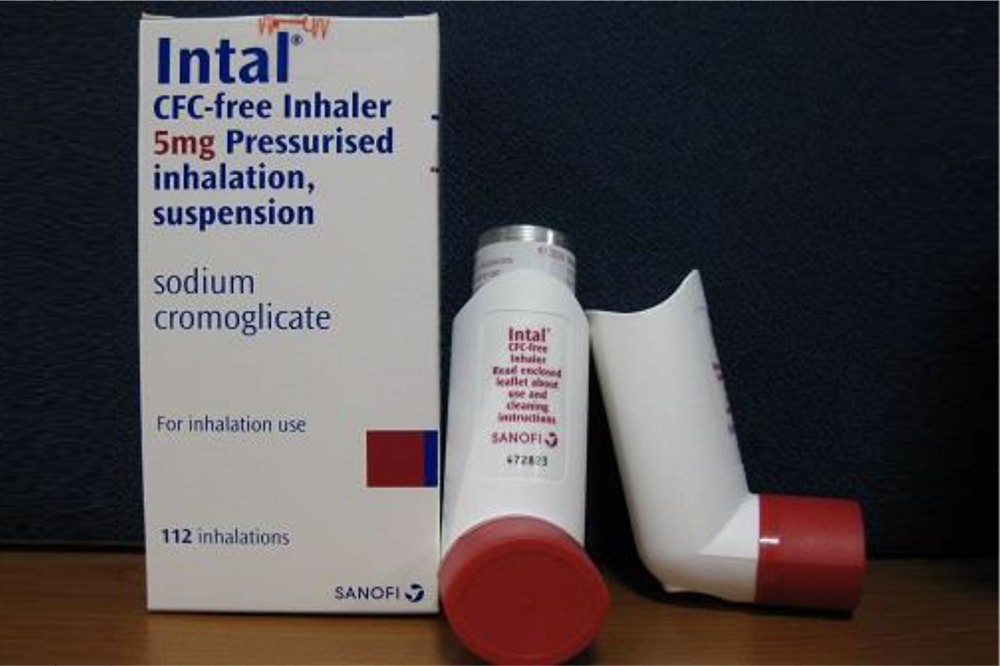 Intal®
CFC-free Inhaler
5mg Pressurised
inhalation,
suspension
sodium
cromoglicate
For inhalation use
112 inhalations
SANOFI
Intal®
CFC-free
Inhaler
Read enclosed
leaflet about
use and
cleaning
instructions
SANOFI